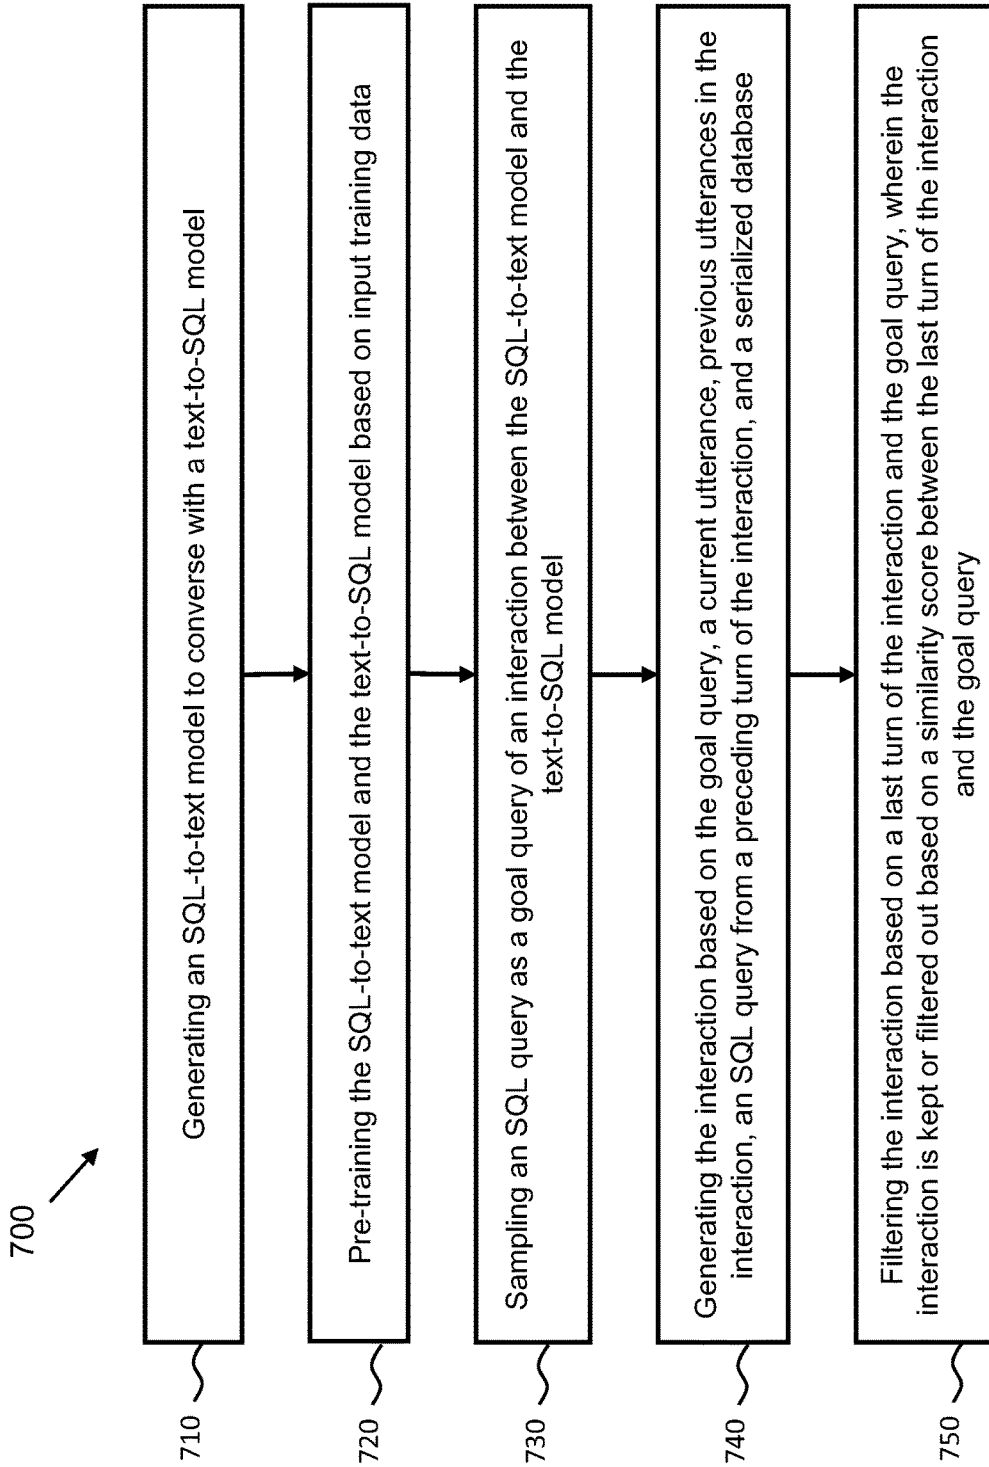 700
710
Generating an SQL-to-text model to converse with a text-to-SQL model
720
Pre-training the SQL-to-text model and the text-to-SQL model based on input training data
730
Sampling an SQL query as a goal query of an interaction between the SQL-to-text model and the
text-to-SQL model
740
Generating the interaction based on the goal query, a current utterance, previous utterances in the
interaction, an SQL query from a preceding turn of the interaction, and a serialized database
750
Filtering the interaction based on a last turn of the interaction and the goal query, wherein the
interaction is kept or filtered out based on a similarity score between the last turn of the interaction
and the goal query